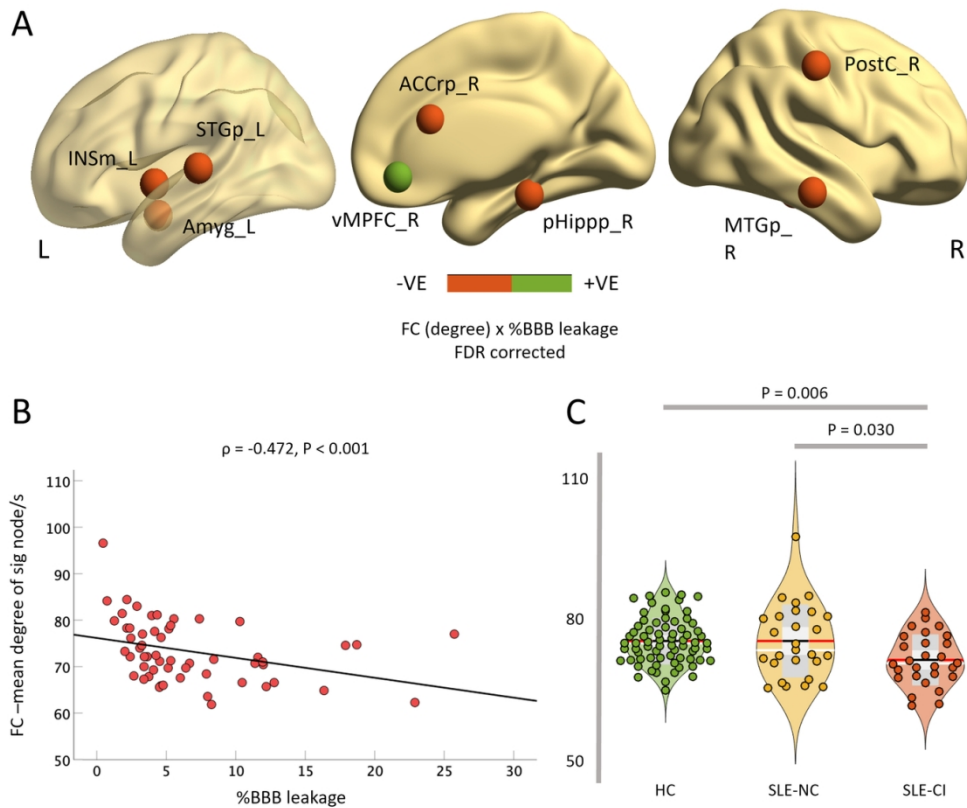 A
STGp_L
INSm_L
Amyg_L
L
ACCrp_R
vMPFC_R
pHippp_R
PostC_R
MTGp_
R
R
-VE
+VE
FC (degree) x %BBB leakage
FDR corrected
B
ρ = -0.472, P < 0.001
FC –mean degree of sig node/s
110
100
90
80
70
60
50
0 5 10 15 20 25 30
%BBB leakage
C
P = 0.006
P = 0.030
110
80
50
HC SLE-NC SLE-CI